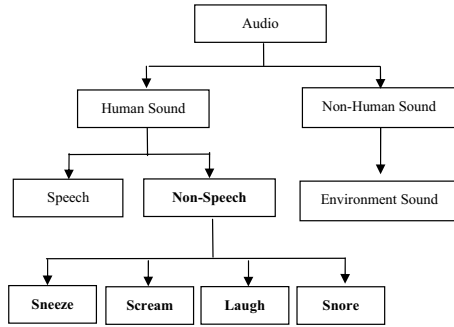 Audio
Human Sound
Non-Human Sound
Speech
Non-Speech
Environment Sound
Sneeze
Scream
Laugh
Snore